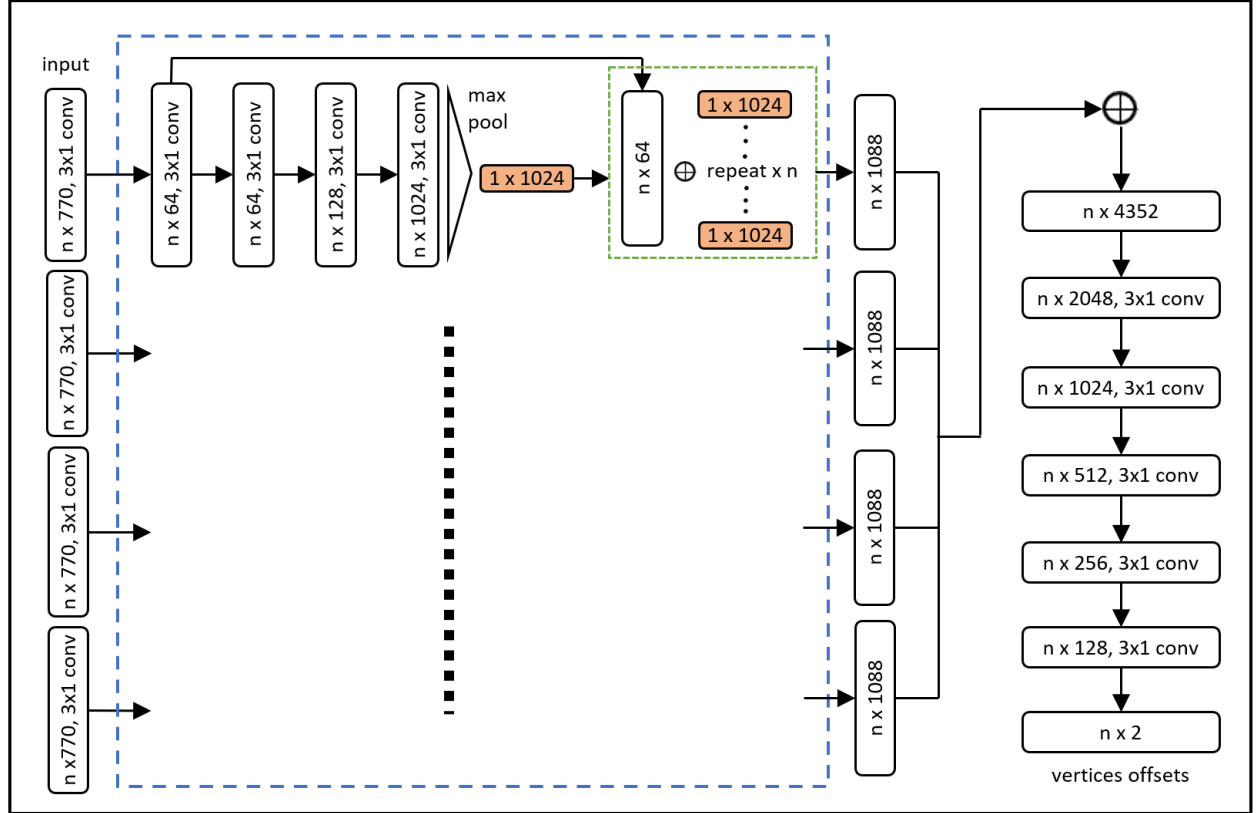 input
n x 770, 3x1 conv
n x 64, 3x1 conv
n x 64, 3x1 conv
n x 128, 3x1 conv
n x 1024, 3x1 conv
max
pool
1 x 1024
n x 64
1 x 1024
repeat x n
1 x 1024
n x 1088
n x 770, 3x1 conv
n x 1088
n x 770, 3x1 conv
n x 1088
n x770, 3x1 conv
n x 1088
n x 4352
n x 2048, 3x1 conv
n x 1024, 3x1 conv
n x 512, 3x1 conv
n x 256, 3x1 conv
n x 128, 3x1 conv
n x 2
vertices offsets